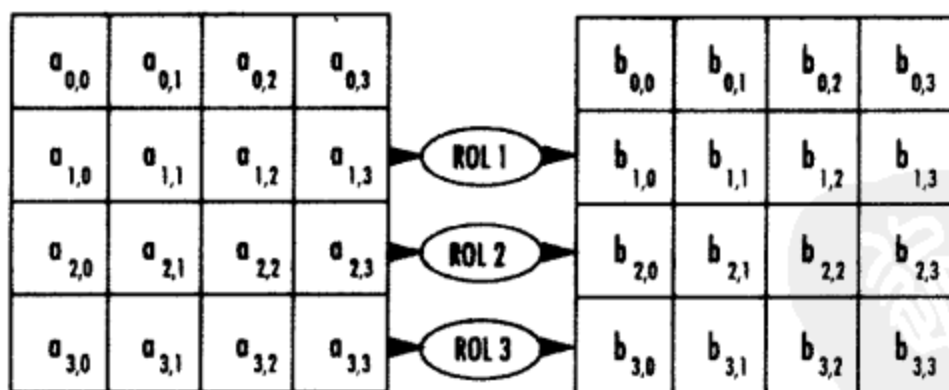 a0,0 a0,1 a0,2 a0,3 b0,0 b0,1 b0,2 b0,3
a1,0 a1,1 a1,2 a1,3 ROL 1 b1,0 b1,1 b1,2 b1,3
a2,0 a2,1 a2,2 a2,3 ROL 2 b2,0 b2,1 b2,2 b2,3
a3,0 a3,1 a3,2 a3,3 ROL 3 b3,0 b3,1 b3,2 b3,3